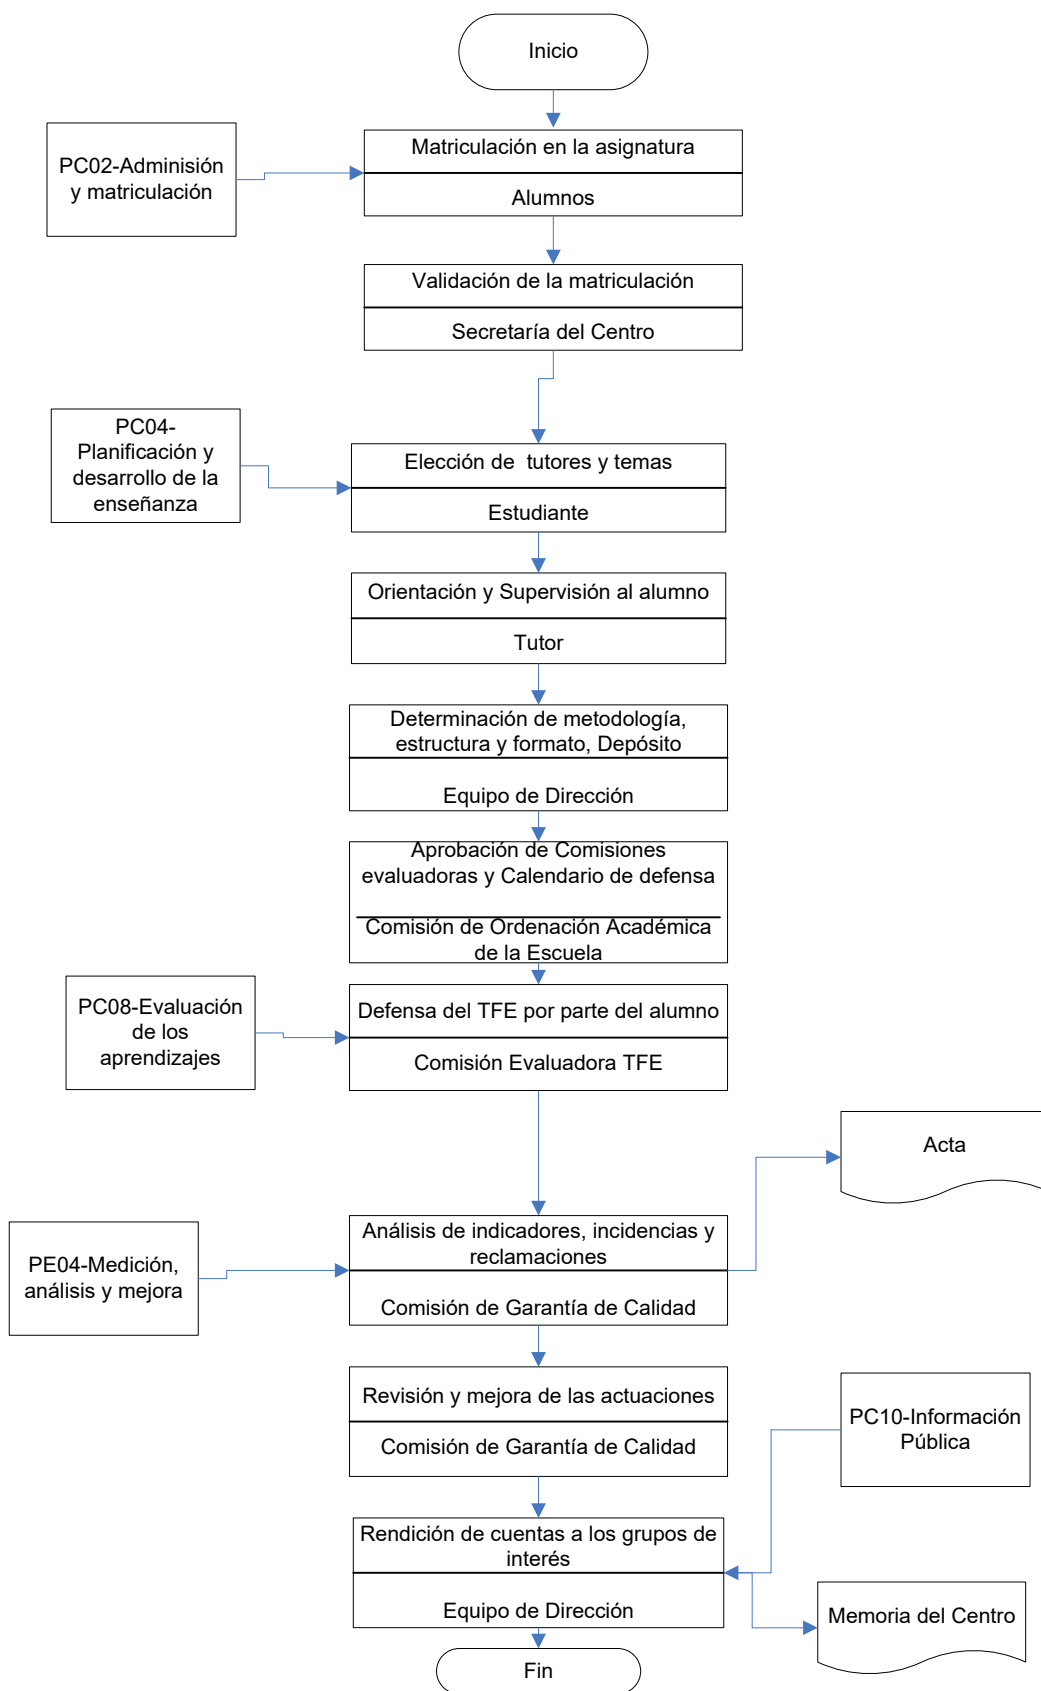 Inicio
PC02-Adminisión
y matriculación
Matriculación en la asignatura
Alumnos
Validación de la matriculación
Secretaría del Centro
PC04-
Planificación y
desarrollo de la
enseñanza
Elección de  tutores y temas
Estudiante
Orientación y Supervisión al alumno
Tutor
Determinación de metodología,
estructura y formato, Depósito
Equipo de Dirección
Aprobación de Comisiones
evaluadoras y Calendario de defensa
Comisión de Ordenación Académica
de la Escuela
PC08-Evaluación
de los
aprendizajes
Defensa del TFE por parte del alumno
Comisión Evaluadora TFE
Acta
PE04-Medición,
análisis y mejora
Análisis de indicadores, incidencias y
reclamaciones
Comisión de Garantía de Calidad
Revisión y mejora de las actuaciones
Comisión de Garantía de Calidad
PC10-Información
Pública
Rendición de cuentas a los grupos de
interés
Equipo de Dirección
Memoria del Centro
Fin